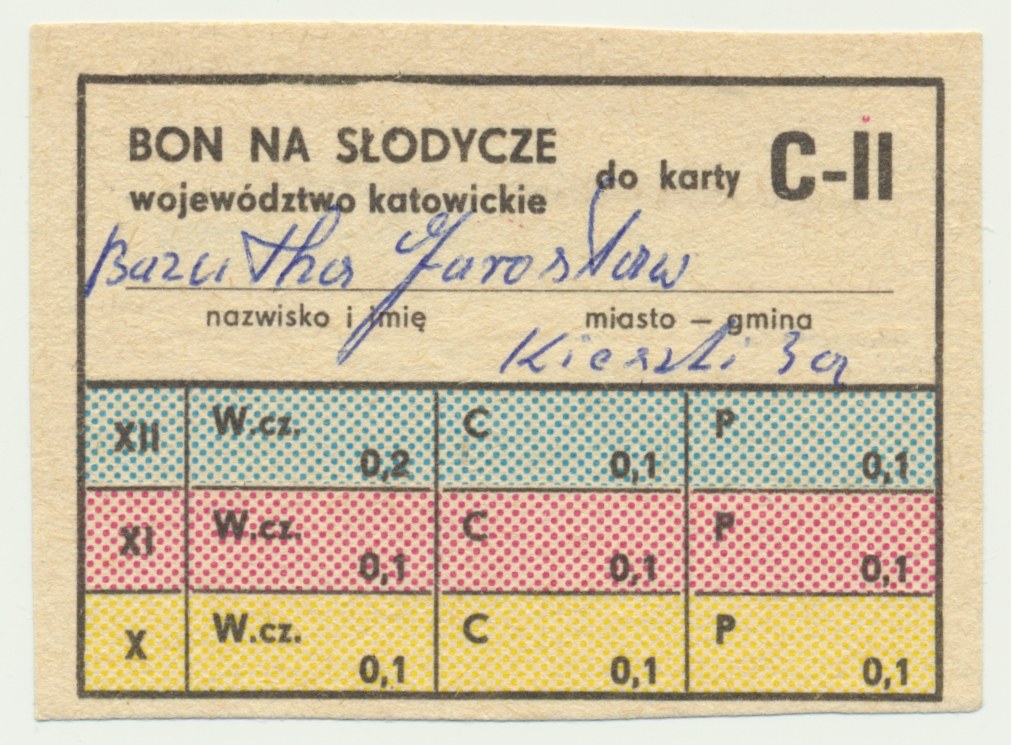 BON NA SŁODYCZE
do karty C-II
województwo katowickie
Jarosław
nazwisko i imię miasto – gmina
XII W.cz. 0,2 C 0,1 P 0,1
XI W.cz. 0,1 C 0,1 P 0,1
X W.cz. 0,1 C 0,1 P 0,1